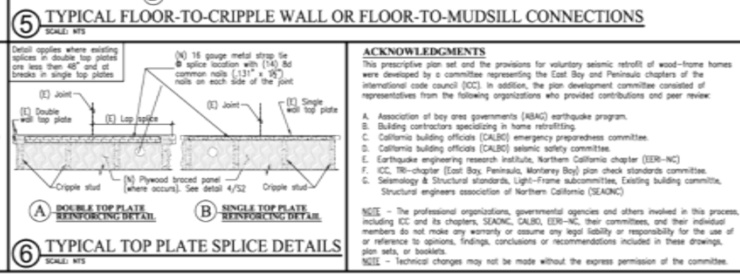 5 TYPICAL FLOOR-TO-CRIPPLE WALL OR FLOOR-TO-MUDSILL CONNECTIONS
SCALE: NTS
Detail applies where existing
splices in double top plates
are less than 48" and at
breaks in single top plates
(N) 16 gauge metal strap tie
@ splice location with (14) 8d
common nails (.131" x 1½")
nails on each side of the joint
(E) Joint
(E) Joint
(E) Double
wall top plate
(E) Lap splice
(E) Single
wall top plate
(N) Plywood braced panel
(where occurs). See detail 4/S2
Cripple stud
Cripple stud
A DOUBLE TOP PLATE
REINFORCING DETAIL
B SINGLE TOP PLATE
REINFORCING DETAIL
6 TYPICAL TOP PLATE SPLICE DETAILS
SCALE: NTS
ACKNOWLEDGMENTS
This prescriptive plan set and the provisions for voluntary seismic retrofit of wood-frame homes
were developed by a committee representing the East Bay and Peninsula chapters of the
international code council (ICC). In addition, the plan development committee consisted of
representatives from the following organizations who provided contributions and peer review:
A. Association of bay area governments (ABAG) earthquake program.
B. Building contractors specializing in home retrofitting.
C. California building officials (CALBO) emergency preparedness committee.
D. California building officials (CALBO) seismic safety committee.
E. Earthquake engineering research institute, Northern California chapter (EERI-NC)
F. ICC, TRI-chapter (East Bay, Peninsula, Monterey Bay) plan check standards committee.
G. Seismology & Structural standards, Light-Frame subcommittee, Existing building committe,
Structural engineers association of Northern California (SEAONC)
NOTE - The professional organizations, governmental agencies and others involved in this process,
including ICC and its chapters, SEAONC, CALBO, EERI-NC, their committees, and their individual
members do not make any warranty or assume any legal liability or responsibility for the use of
or reference to opinions, findings, conclusions or recommendations included in these drawings,
plan sets, or booklets.
NOTE - Technical changes may not be made without the express permission of the committee.